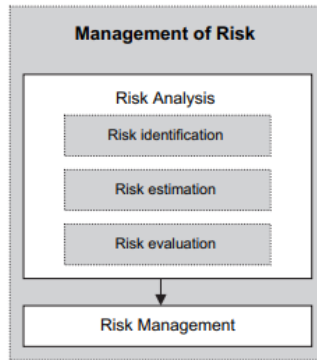 Management of Risk
Risk Analysis
Risk identification
Risk estimation
Risk evaluation
Risk Management